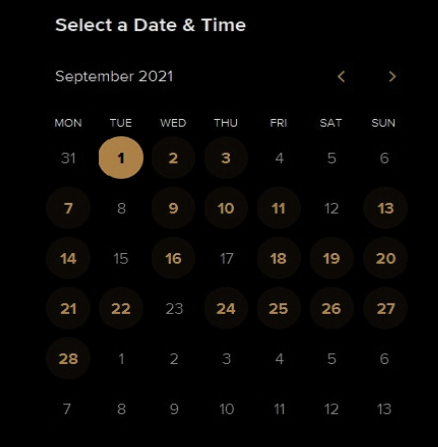 Select a Date & Time
September 2021 < >
MON TUE WED THU FRI SAT SUN
31 1 2 3 4 5 6
7 8 9 10 11 12 13
14 15 16 17 18 19 20
21 22 23 24 25 26 27
28 1 2 3 4 5 6
7 8 9 10 11 12 13